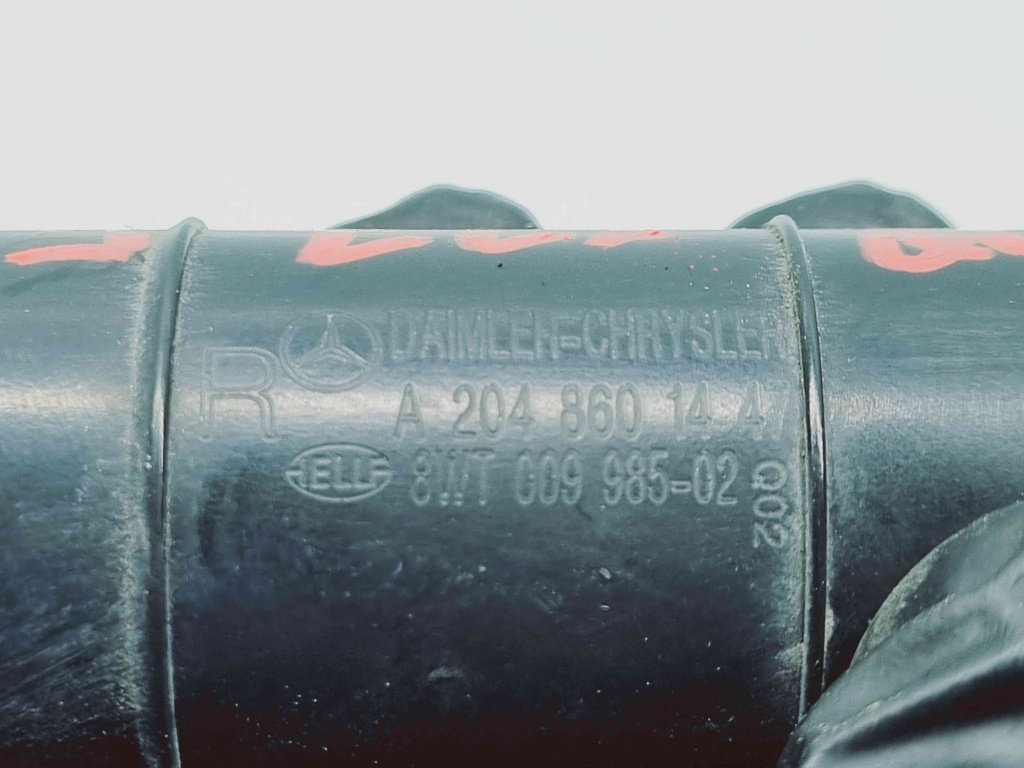 R
DAIMLER-CHRYSLER
A 204 860 14 47
HELLA 8WT 009 985-02
Q02